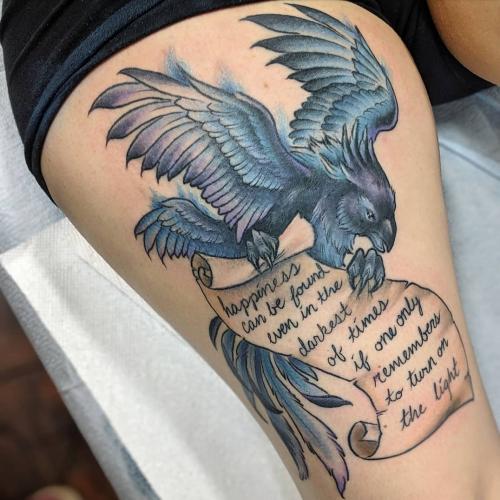 happiness
can be found
even in the
darkest
of times
if one only
remembers
to turn on
the light